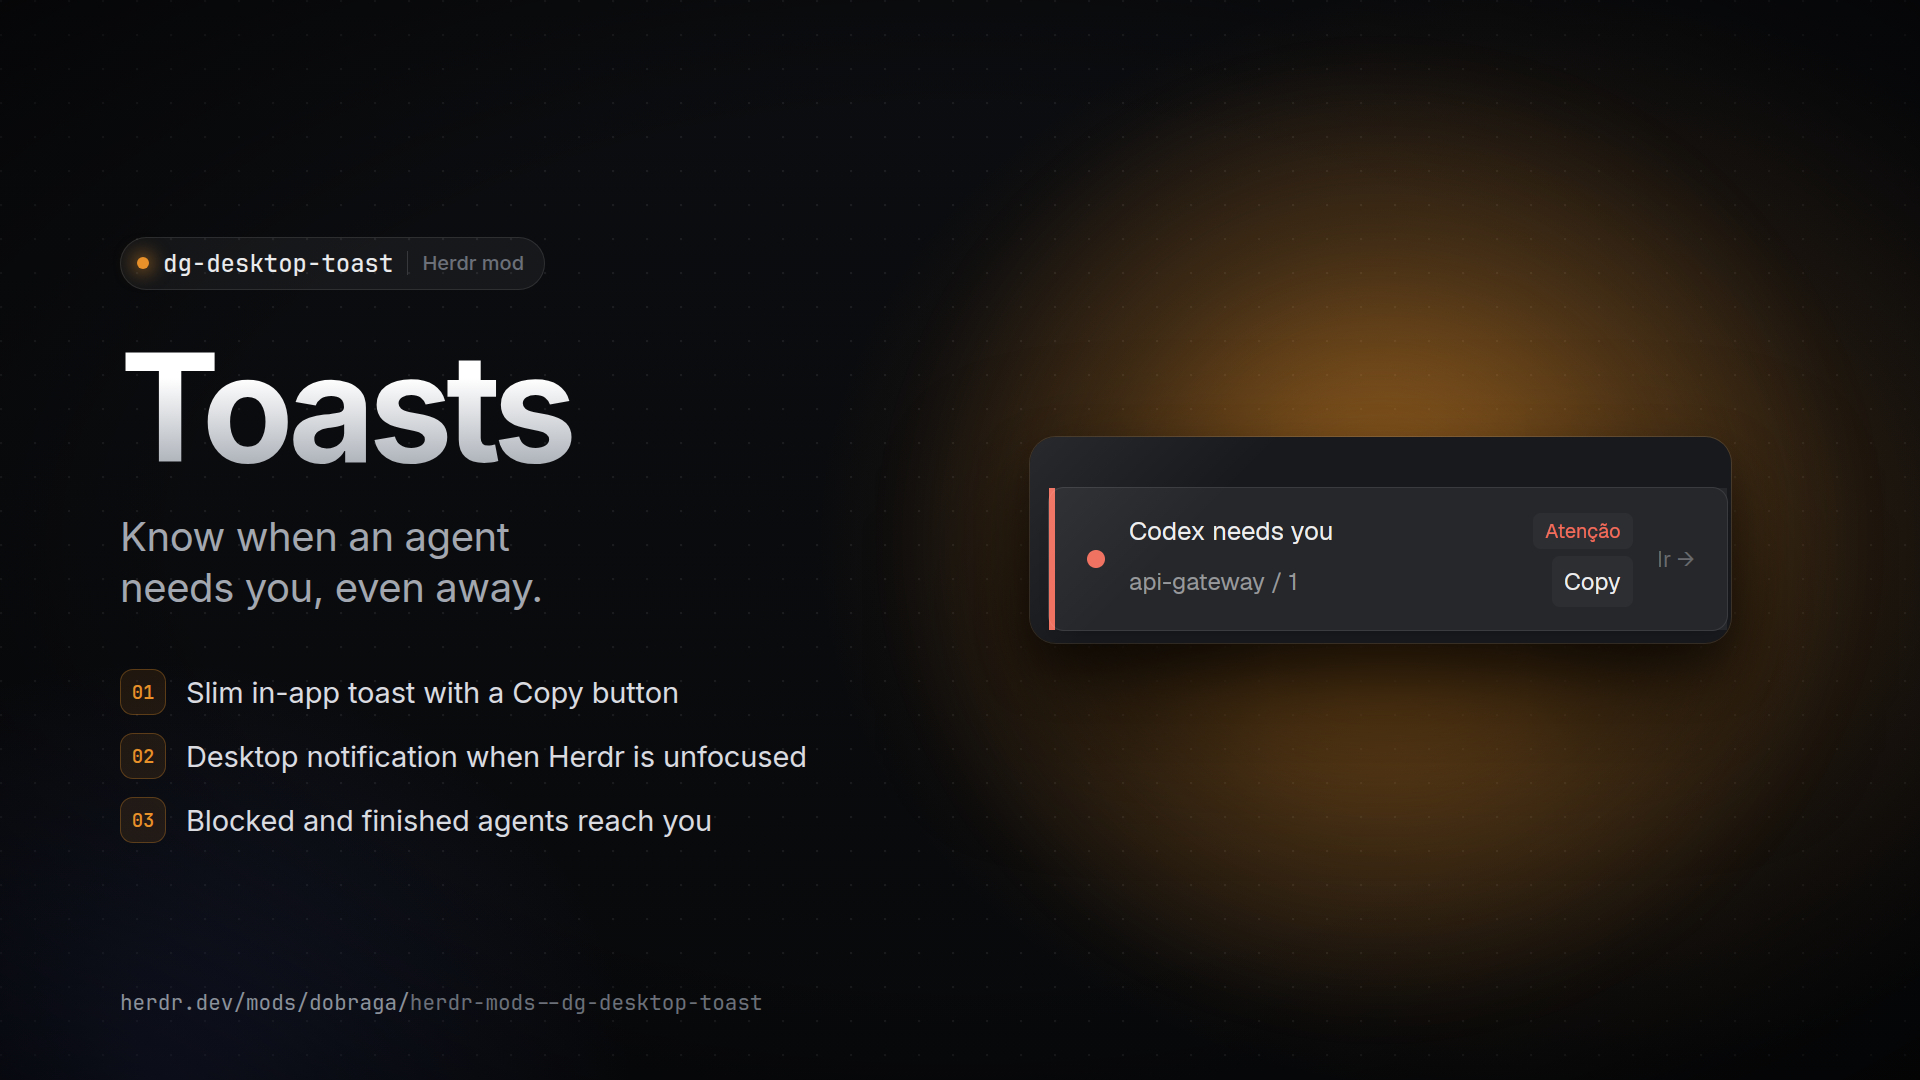 dg-desktop-toast | Herdr mod
Toasts
Know when an agent
needs you, even away.
01 Slim in-app toast with a Copy button
02 Desktop notification when Herdr is unfocused
03 Blocked and finished agents reach you
herdr.dev/mods/dobraga/herdr-mods--dg-desktop-toast
Codex needs you
Atenção
api-gateway / 1
Copy
Ir →